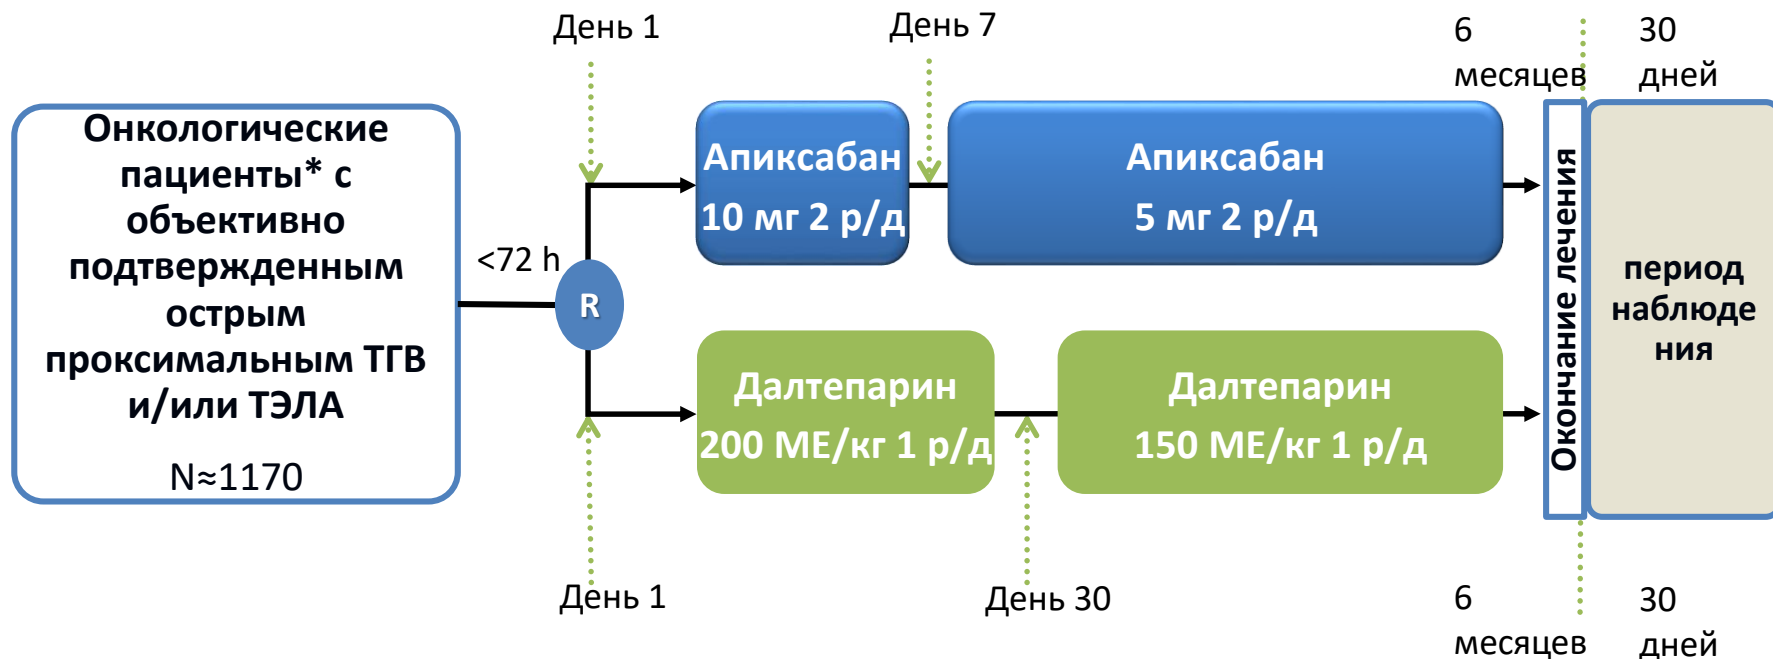 День 1
День 7
6
месяцев
30
дней
Онкологические
пациенты* с
объективно
подтвержденным
острым
проксимальным ТГВ
и/или ТЭЛА
N≈1170
<72 h
R
Апиксабан
10 мг 2 р/д
Апиксабан
5 мг 2 р/д
Далтепарин
200 МЕ/кг 1 р/д
Далтепарин
150 МЕ/кг 1 р/д
Окончание лечения
период
наблюде
ния
День 1
День 30
6
месяцев
30
дней